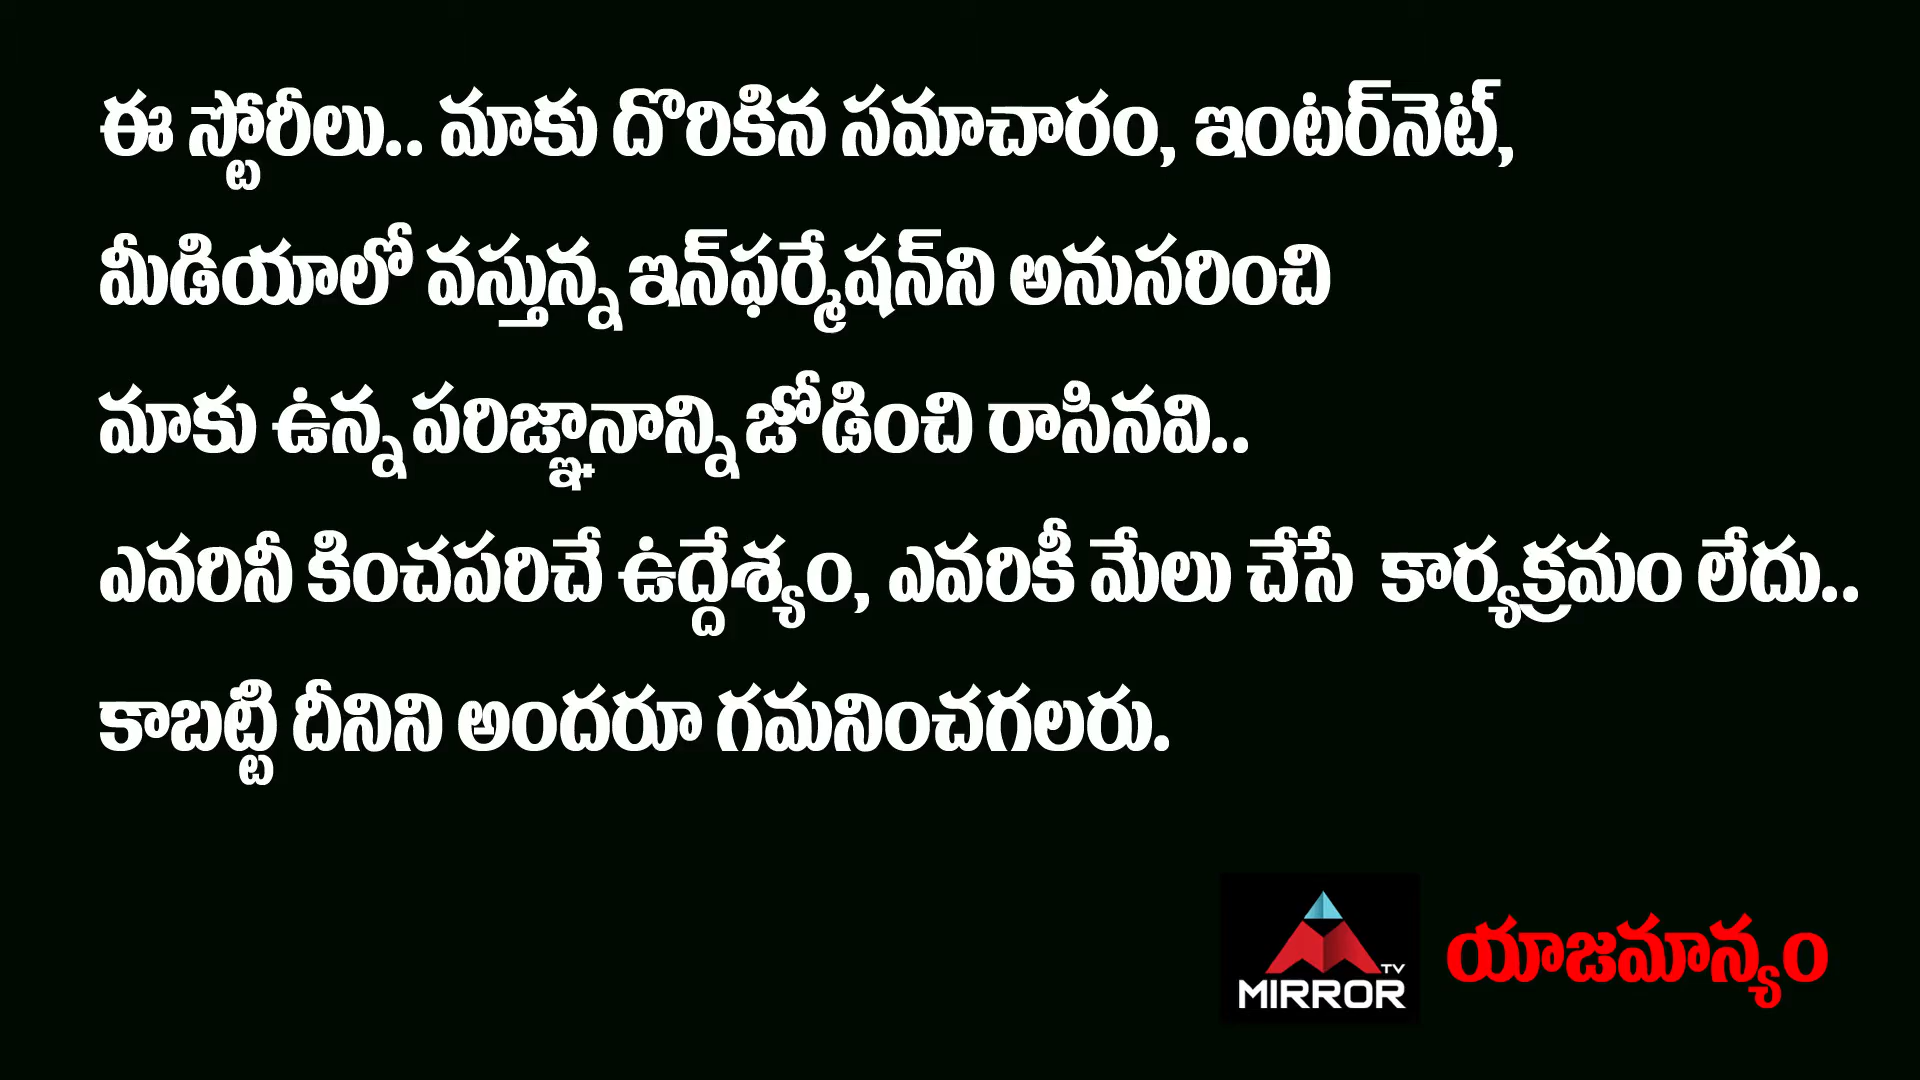 ఈ స్టోరీలు.. మాకు దొరికిన సమాచారం, ఇంటర్‌నెట్,
మీడియాలో వస్తున్న ఇన్‌ఫర్మేషన్‌ని అనుసరించి
మాకు ఉన్న పరిజ్ఞానాన్ని జోడించి రాసినవి..
ఎవరినీ కించపరిచే ఉద్దేశ్యం, ఎవరికీ మేలు చేసే కార్యక్రమం లేదు..
కాబట్టి దీనిని అందరూ గమనించగలరు.
TV
MIRROR
యాజమాన్యం